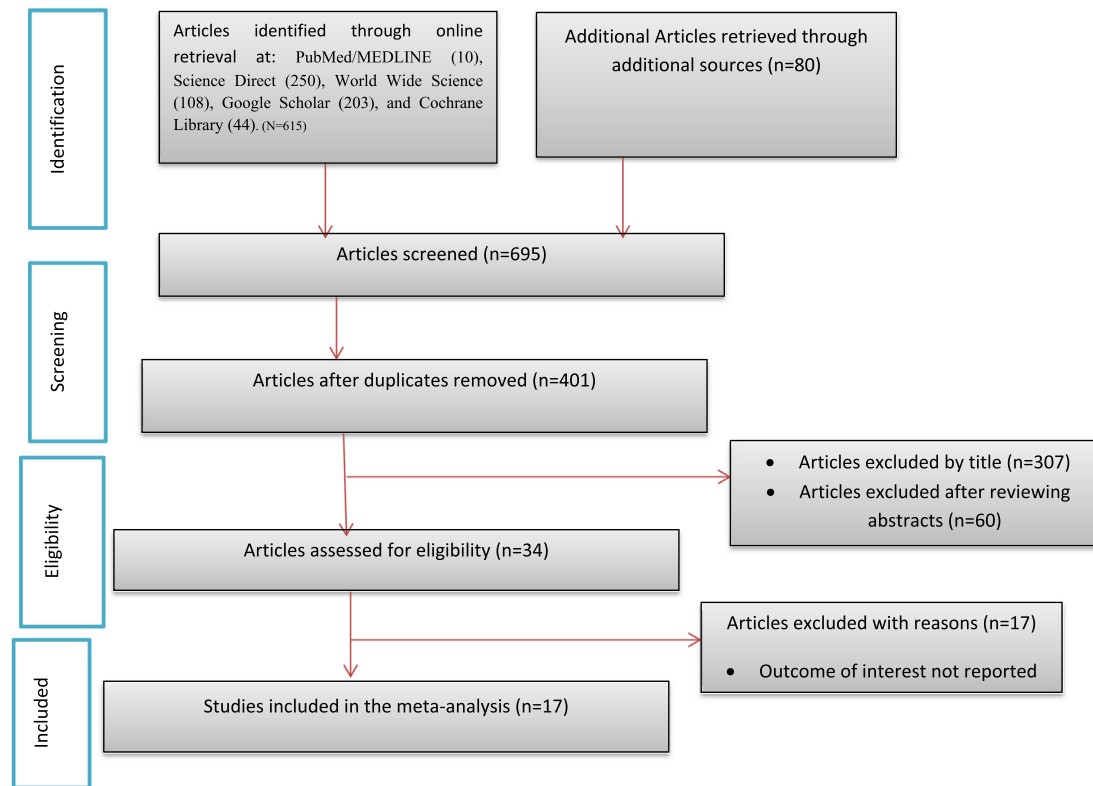 Identification
Articles identified through online
retrieval at: PubMed/MEDLINE (10),
Science Direct (250), World Wide Science
(108), Google Scholar (203), and Cochrane
Library (44). (N=615)
Additional Articles retrieved through
additional sources (n=80)
Articles screened (n=695)
Screening
Articles after duplicates removed (n=401)
• Articles excluded by title (n=307)
• Articles excluded after reviewing
abstracts (n=60)
Eligibility
Articles assessed for eligibility (n=34)
Articles excluded with reasons (n=17)
• Outcome of interest not reported
Included
Studies included in the meta-analysis (n=17)